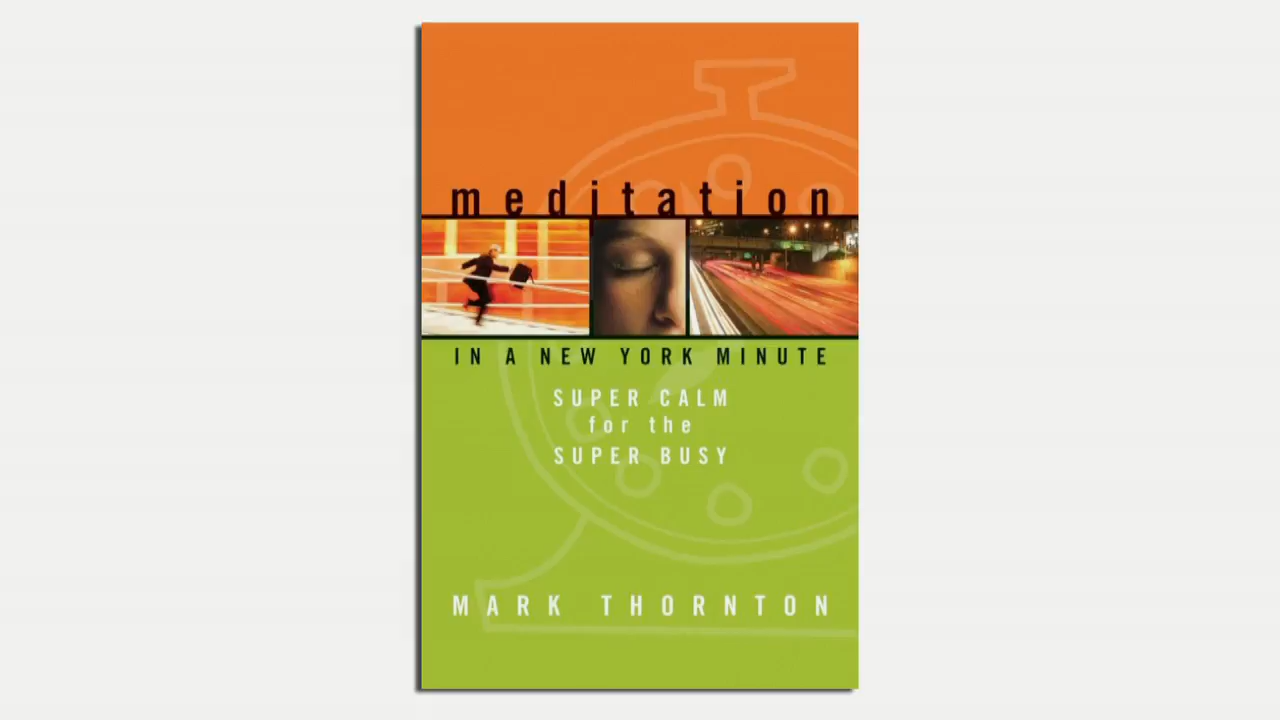 meditation
IN A NEW YORK MINUTE
SUPER CALM
for the
SUPER BUSY
MARK THORNTON